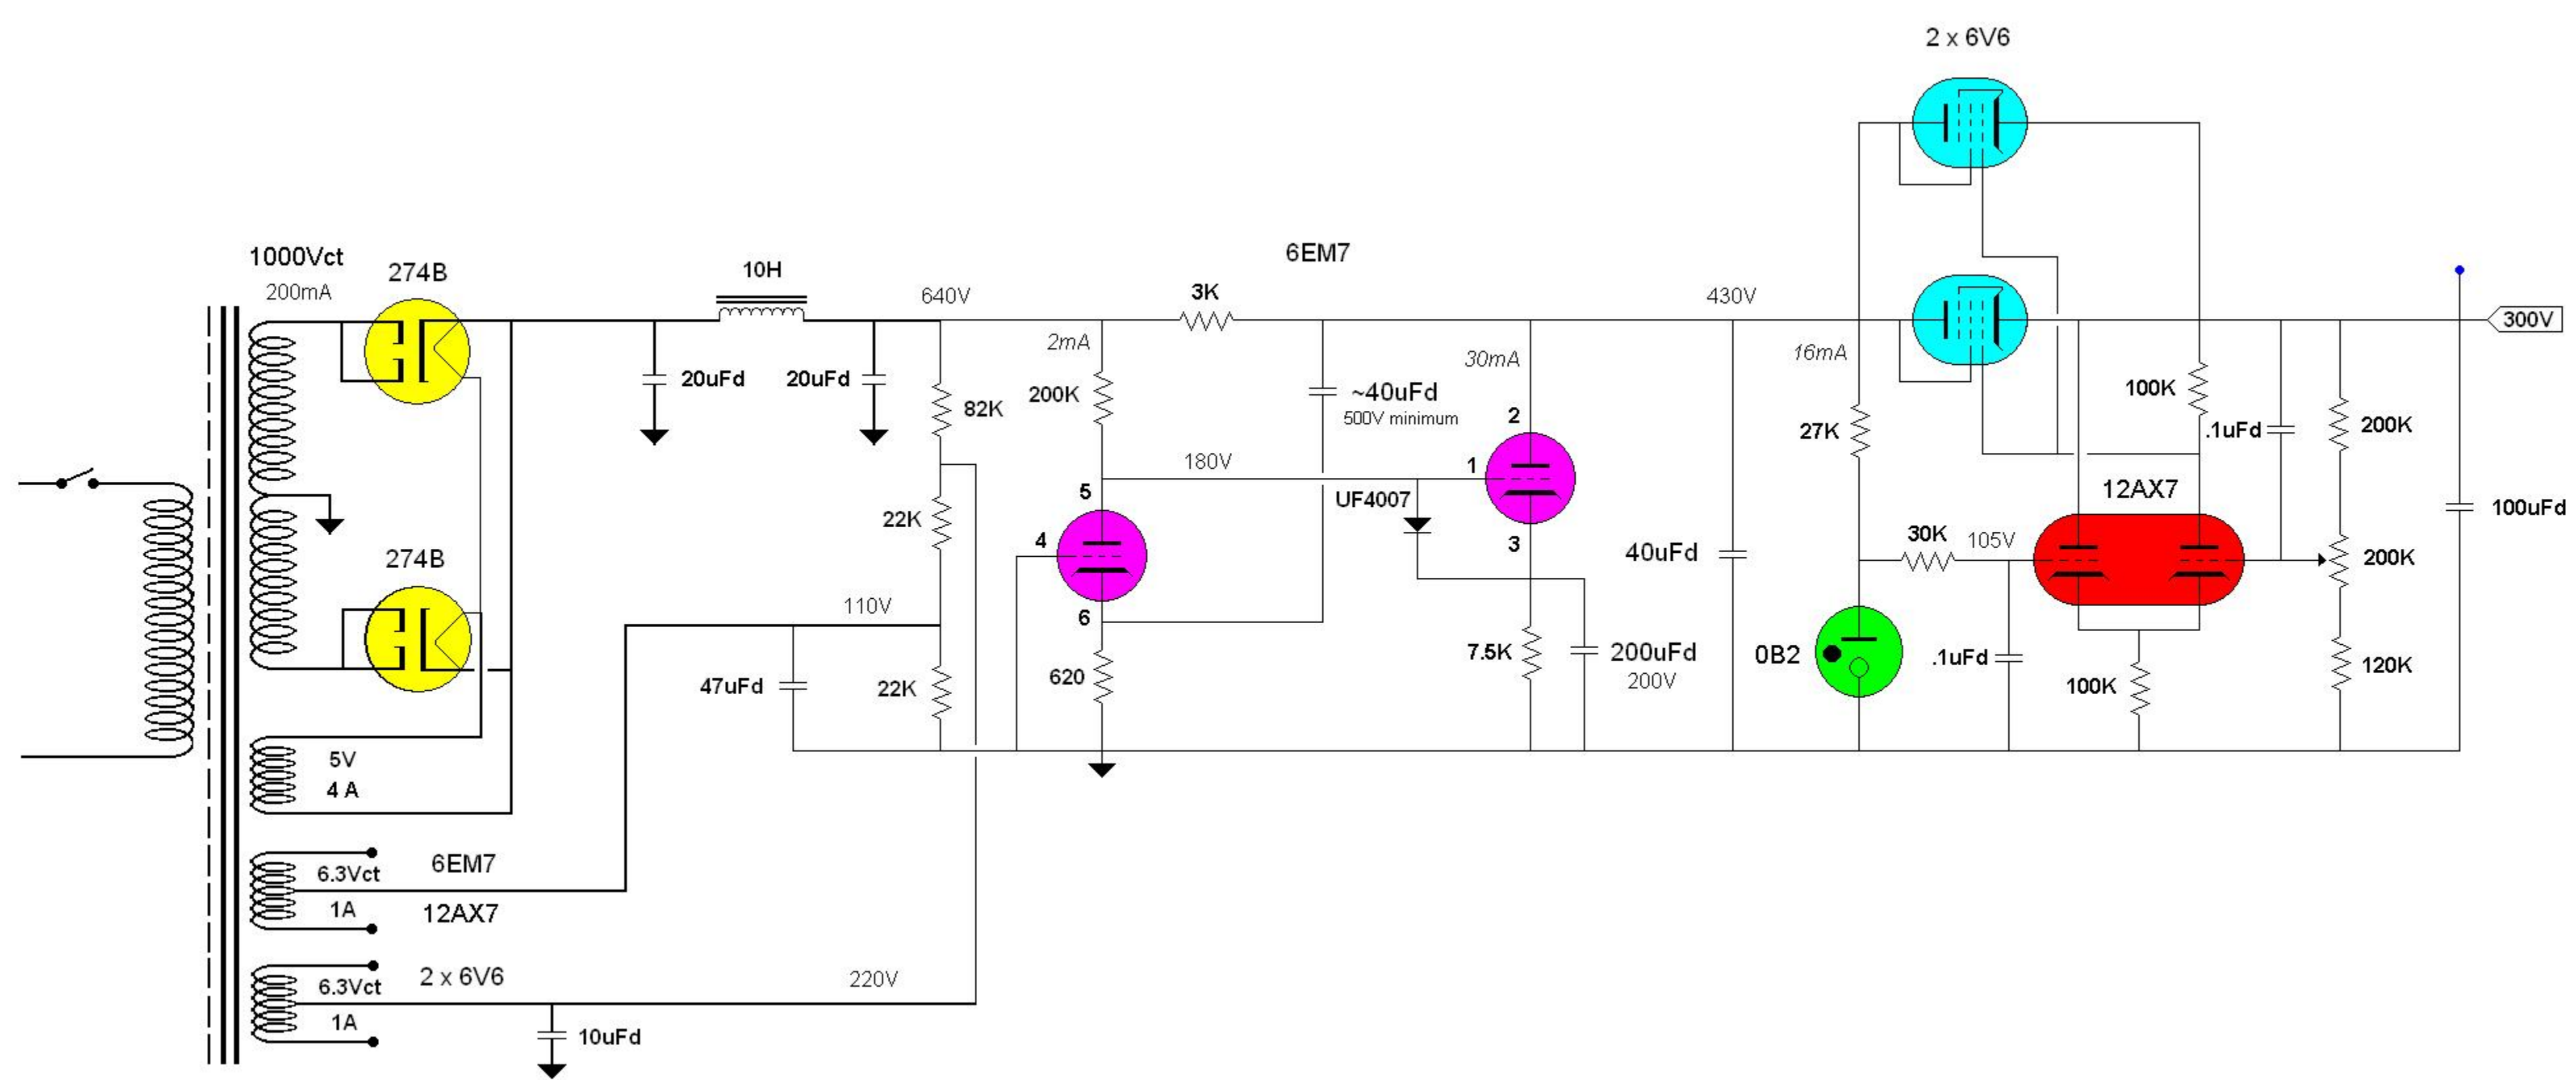 2 x 6V6
1000Vct
200mA
274B
10H
640V
3K
6EM7
430V
300V
2mA
30mA
16mA
20uFd
20uFd
82K
200K
~40uFd
500V minimum
2
27K
100K
.1uFd
200K
180V
1
5
UF4007
12AX7
22K
4
3
40uFd
30K
105V
200K
100uFd
274B
110V
6
47uFd
22K
620
7.5K
200uFd
200V
0B2
.1uFd
100K
120K
5V
4 A
6.3Vct
1A
6EM7
12AX7
6.3Vct
1A
2 x 6V6
220V
10uFd